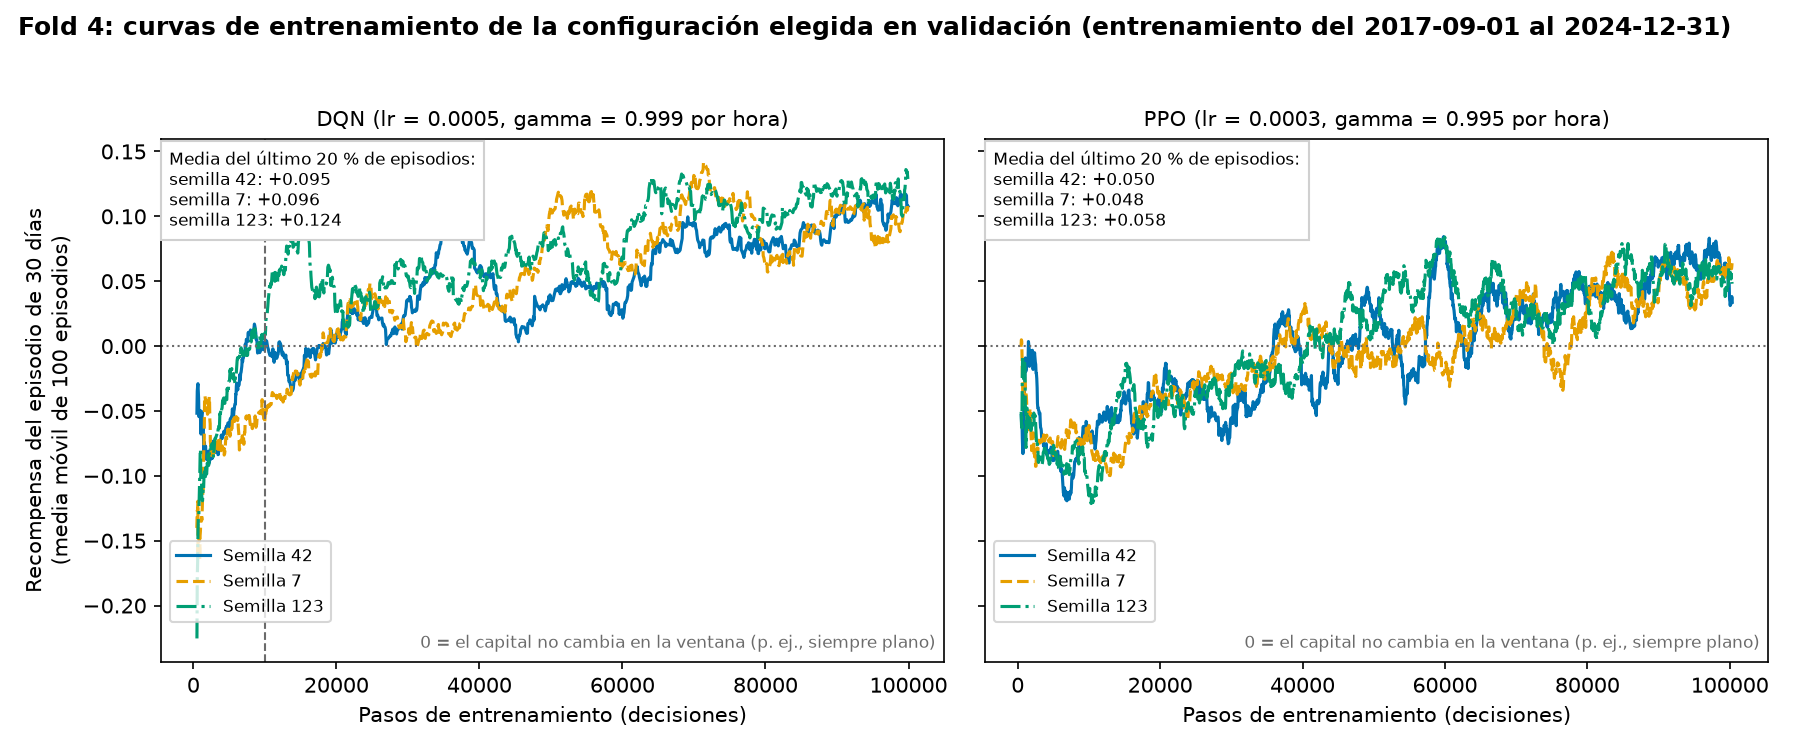 Fold 4: curvas de entrenamiento de la configuración elegida en validación (entrenamiento del 2017-09-01 al 2024-12-31)
DQN (lr = 0.0005, gamma = 0.999 por hora)
Recompensa del episodio de 30 días
(media móvil de 100 episodios)
0.15
0.10
0.05
0.00
−0.05
−0.10
−0.15
−0.20
Media del último 20 % de episodios:
semilla 42: +0.095
semilla 7: +0.096
semilla 123: +0.124
Semilla 42
Semilla 7
Semilla 123
0 = el capital no cambia en la ventana (p. ej., siempre plano)
0
20000
40000
60000
80000
100000
Pasos de entrenamiento (decisiones)
PPO (lr = 0.0003, gamma = 0.995 por hora)
Media del último 20 % de episodios:
semilla 42: +0.050
semilla 7: +0.048
semilla 123: +0.058
Semilla 42
Semilla 7
Semilla 123
0 = el capital no cambia en la ventana (p. ej., siempre plano)
0
20000
40000
60000
80000
100000
Pasos de entrenamiento (decisiones)